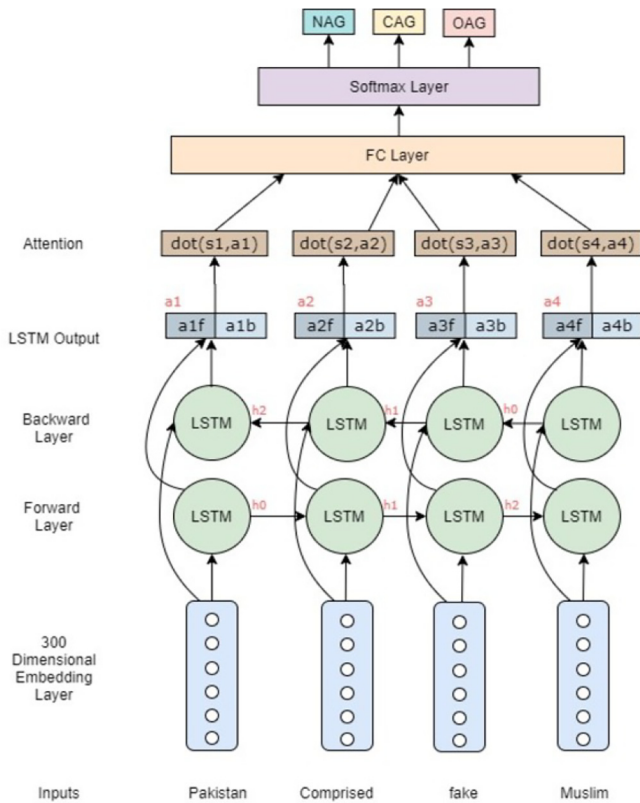 NAG CAG OAG
Softmax Layer
FC Layer
Attention dot(s1,a1) dot(s2,a2) dot(s3,a3) dot(s4,a4)
a1 a2 a3 a4
LSTM Output a1f a1b a2f a2b a3f a3b a4f a4b
h2 h1 h0
Backward LSTM LSTM LSTM LSTM
Layer
h0 h1 h2
Forward LSTM LSTM LSTM LSTM
Layer
300
Dimensional
Embedding
Layer
Inputs Pakistan Comprised fake Muslim